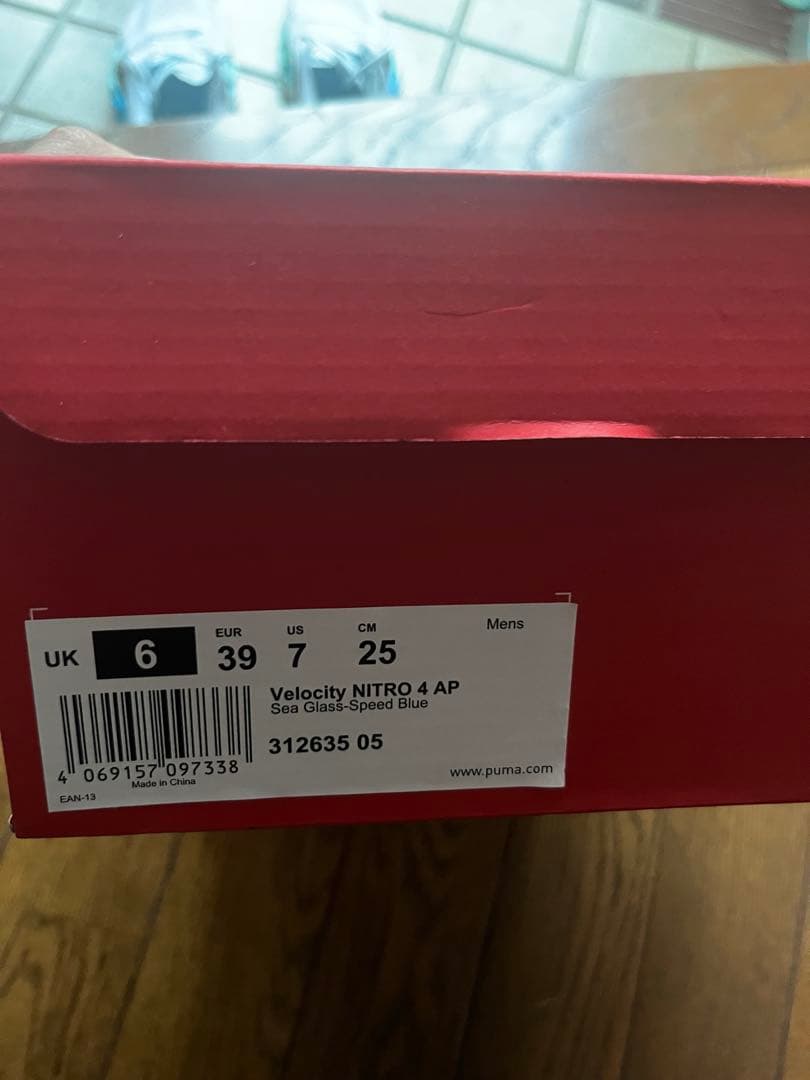 UK 6 EUR 39 US 7 CM 25 Mens
Velocity NITRO 4 AP
Sea Glass-Speed Blue
312635 05
4 069157 097338
Made in China
EAN-13
www.puma.com